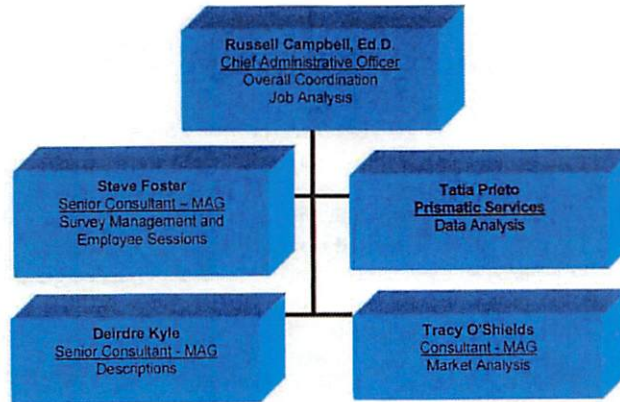 Russell Campbell, Ed.D.
Chief Administrative Officer
Overall Coordination
Job Analysis
Steve Foster
Senior Consultant – MAG
Survey Management and
Employee Sessions
Tatia Prieto
Prismatic Services
Data Analysis
Deirdre Kyle
Senior Consultant - MAG
Descriptions
Tracy O'Shields
Consultant - MAG
Market Analysis